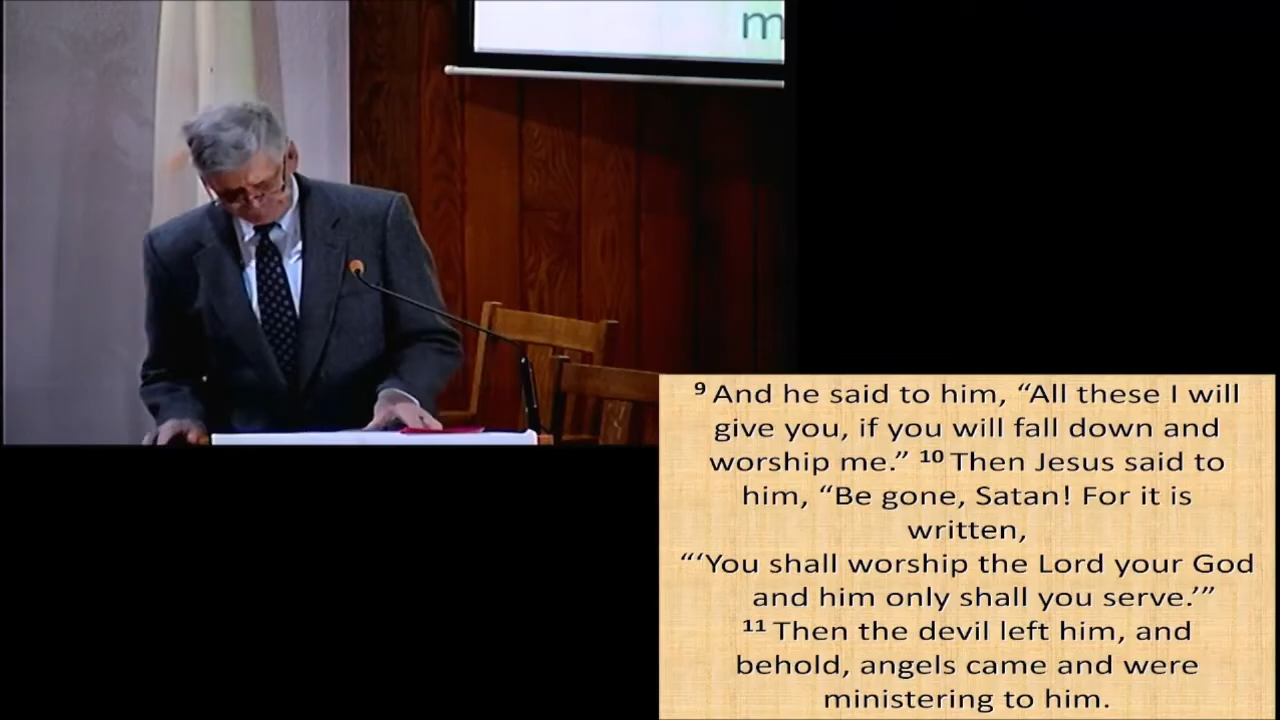 m
⁹ And he said to him, “All these I will
give you, if you will fall down and
worship me.” ¹⁰ Then Jesus said to
him, “Be gone, Satan! For it is
written,
“‘You shall worship the Lord your God
and him only shall you serve.’”
¹¹ Then the devil left him, and
behold, angels came and were
ministering to him.